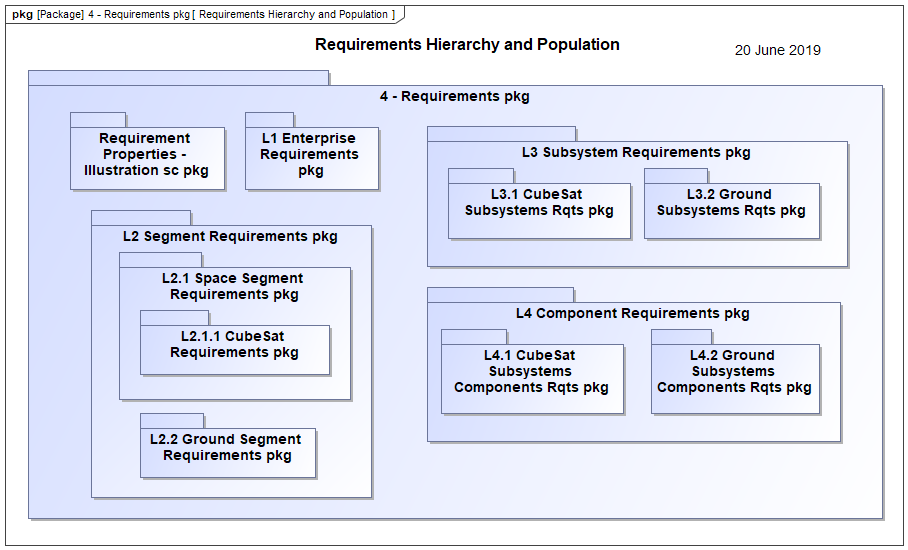 pkg [Package] 4 - Requirements pkg [ Requirements Hierarchy and Population ]
Requirements Hierarchy and Population
20 June 2019
4 - Requirements pkg
Requirement
Properties -
Illustration sc pkg
L1 Enterprise
Requirements
pkg
L2 Segment Requirements pkg
L2.1 Space Segment
Requirements pkg
L2.1.1 CubeSat
Requirements pkg
L2.2 Ground Segment
Requirements pkg
L3 Subsystem Requirements pkg
L3.1 CubeSat
Subsystems Rqts pkg
L3.2 Ground
Subsystems Rqts pkg
L4 Component Requirements pkg
L4.1 CubeSat
Subsystems
Components Rqts pkg
L4.2 Ground
Subsystems
Components Rqts pkg